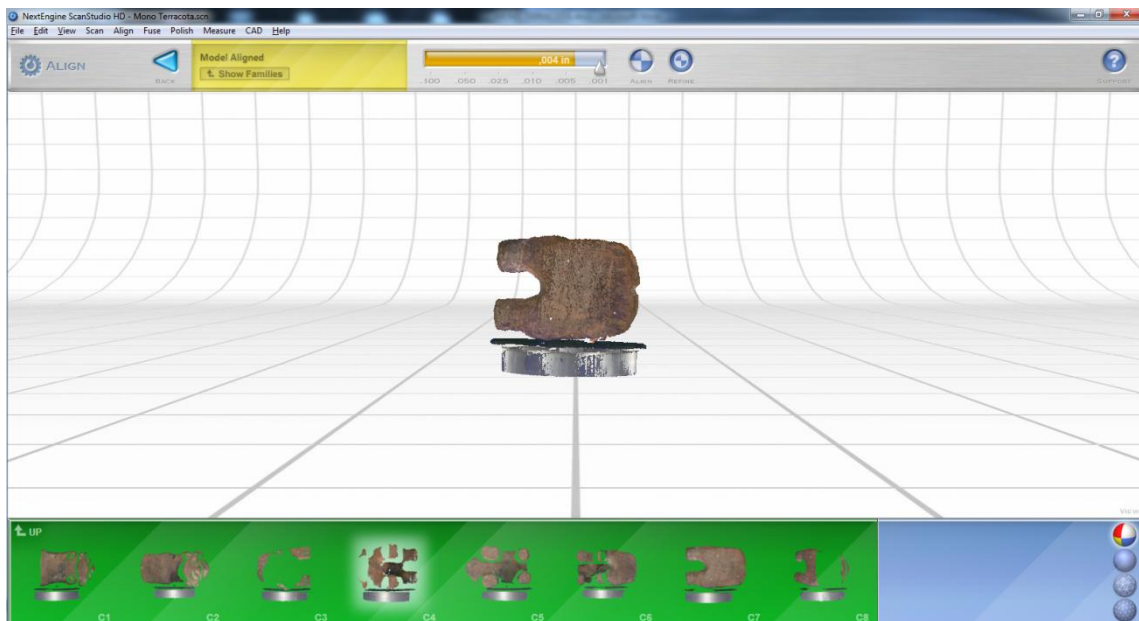 NextEngine ScanStudio HD - Mono Terracota.scn
File Edit View Scan Align Fuse Polish Measure CAD Help
ALIGN
BACK
Model Aligned
Show Families
,004 in
.100 .050 .025 .010 .005 .001
ALIGN
REFINE
SUPPORT
VIEW
UP
C1 C2 C3 C4 C5 C6 C7 C8